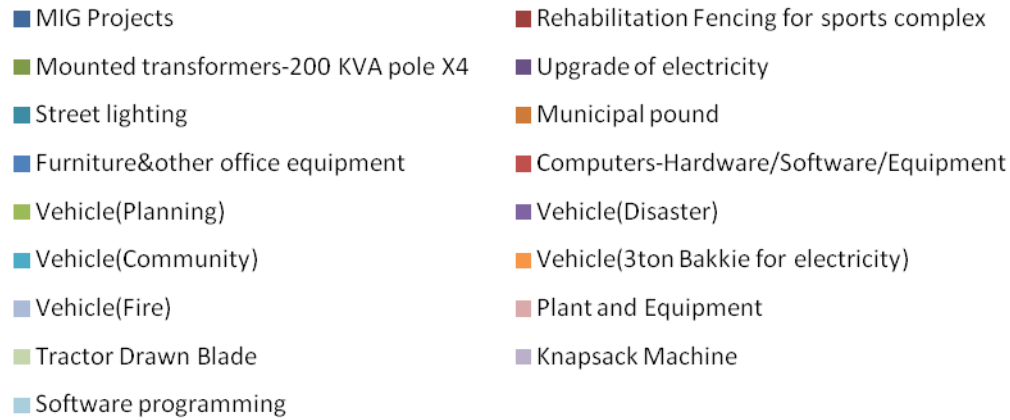 MIG Projects
Rehabilitation Fencing for sports complex
Mounted transformers-200 KVA pole X4
Upgrade of electricity
Street lighting
Municipal pound
Furniture&other office equipment
Computers-Hardware/Software/Equipment
Vehicle(Planning)
Vehicle(Disaster)
Vehicle(Community)
Vehicle(3ton Bakkie for electricity)
Vehicle(Fire)
Plant and Equipment
Tractor Drawn Blade
Knapsack Machine
Software programming